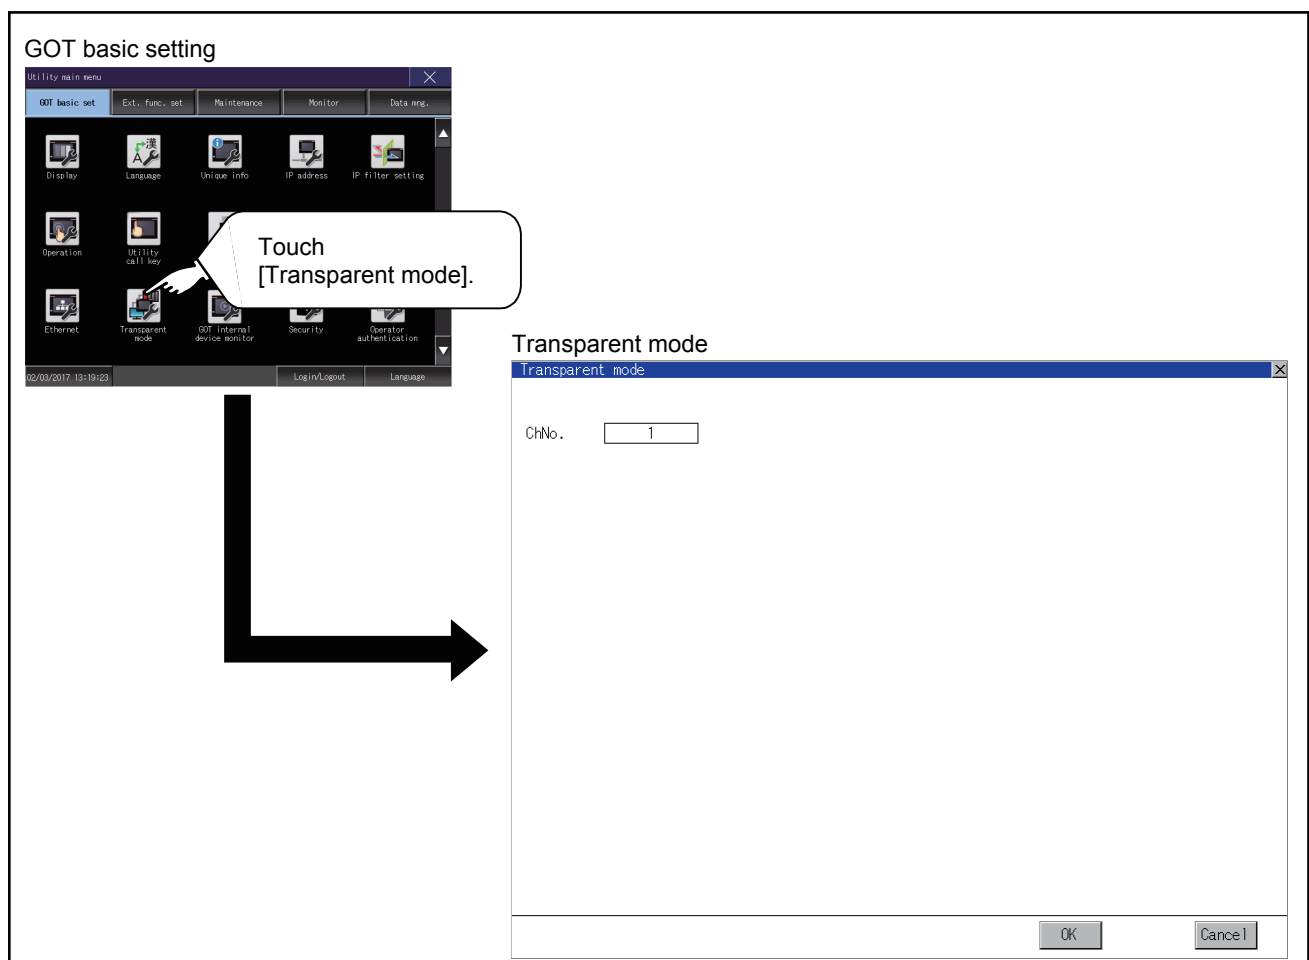 GOT basic setting
Utility main menu
GOT basic set Ext. func. set Maintenance Monitor Data mng.
漢
A
Display Language Unique info IP address IP filter setting
Operation Utility
call key
Touch
[Transparent mode].
Ethernet Transparent
mode GOT internal
device monitor Security Operator
authentication
02/03/2017 13:19:23 Login/Logout Language
Transparent mode
Transparent mode
ChNo. 1
OK Cancel